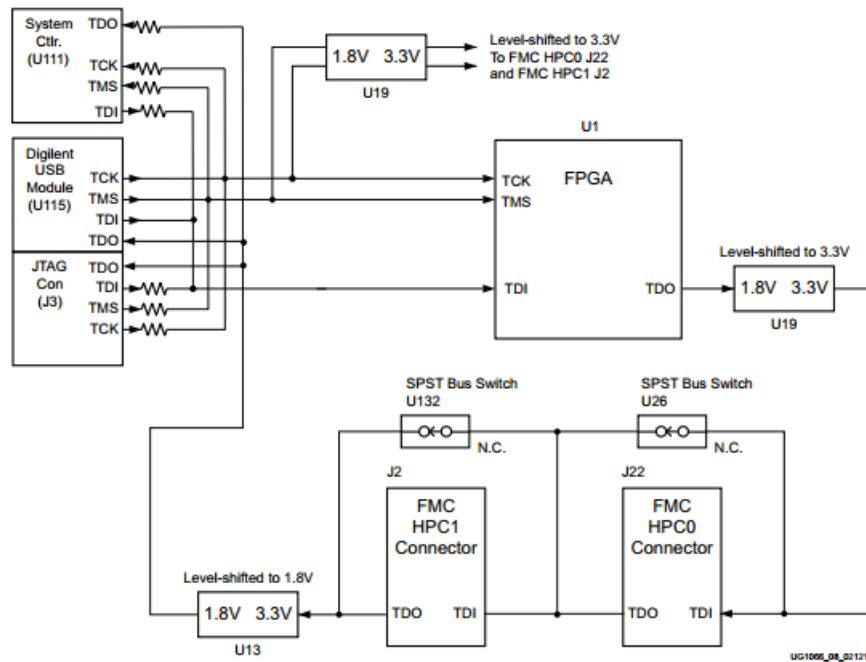 System
Ctlr.
(U111)
TDO
TCK
TMS
TDI
Digilent
USB
Module
(U115)
TCK
TMS
TDI
TDO
JTAG
Con
(J3)
TDO
TDI
TMS
TCK
1.8V 3.3V
U19
Level-shifted to 3.3V
To FMC HPC0 J22
and FMC HPC1 J2
U1
TCK
TMS
FPGA
TDI
TDO
Level-shifted to 3.3V
1.8V 3.3V
U19
SPST Bus Switch
U132
N.C.
SPST Bus Switch
U26
N.C.
J2
FMC
HPC1
Connector
TDO TDI
J22
FMC
HPC0
Connector
TDO TDI
Level-shifted to 1.8V
1.8V 3.3V
U13